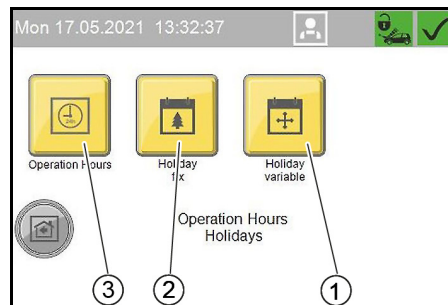 Mon 17.05.2021 13:32:37
24h
Operation Hours
Holiday
fix
Holiday
variable
Operation Hours
Holidays
3
2
1